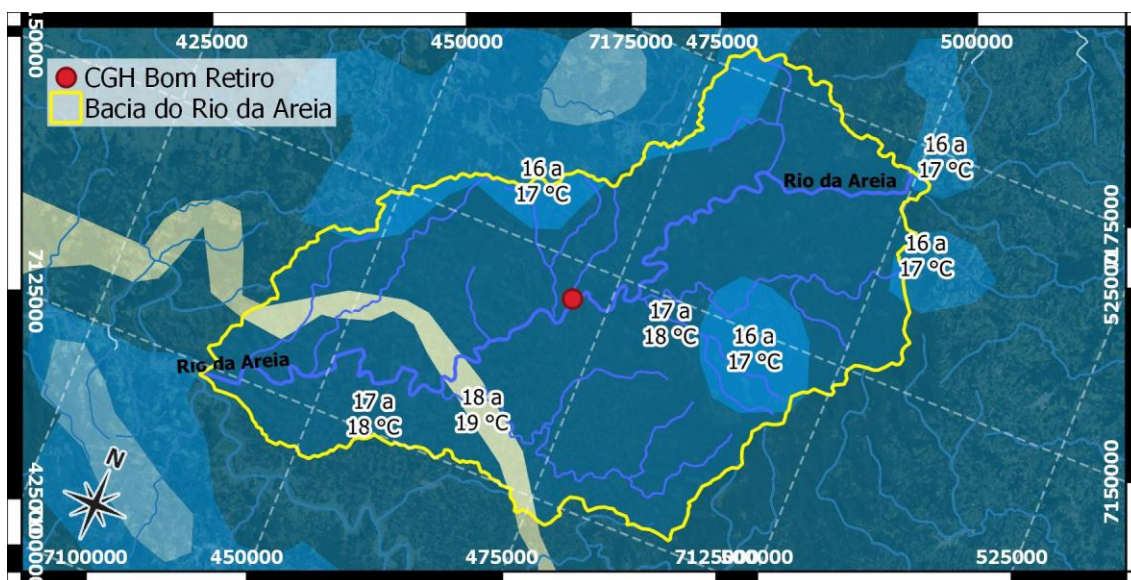 425000
450000
7175000
475000
500000
CGH Bom Retiro
Bacia do Rio da Areia
16 a
17 °C
16 a
17 °C
Rio da Areia
16 a
17 °C
7175000
525000
7125000
17 a
18 °C
16 a
17 °C
Rio da Areia
17 a
18 °C
18 a
19 °C
N
7150000
7100000
450000
475000
525000